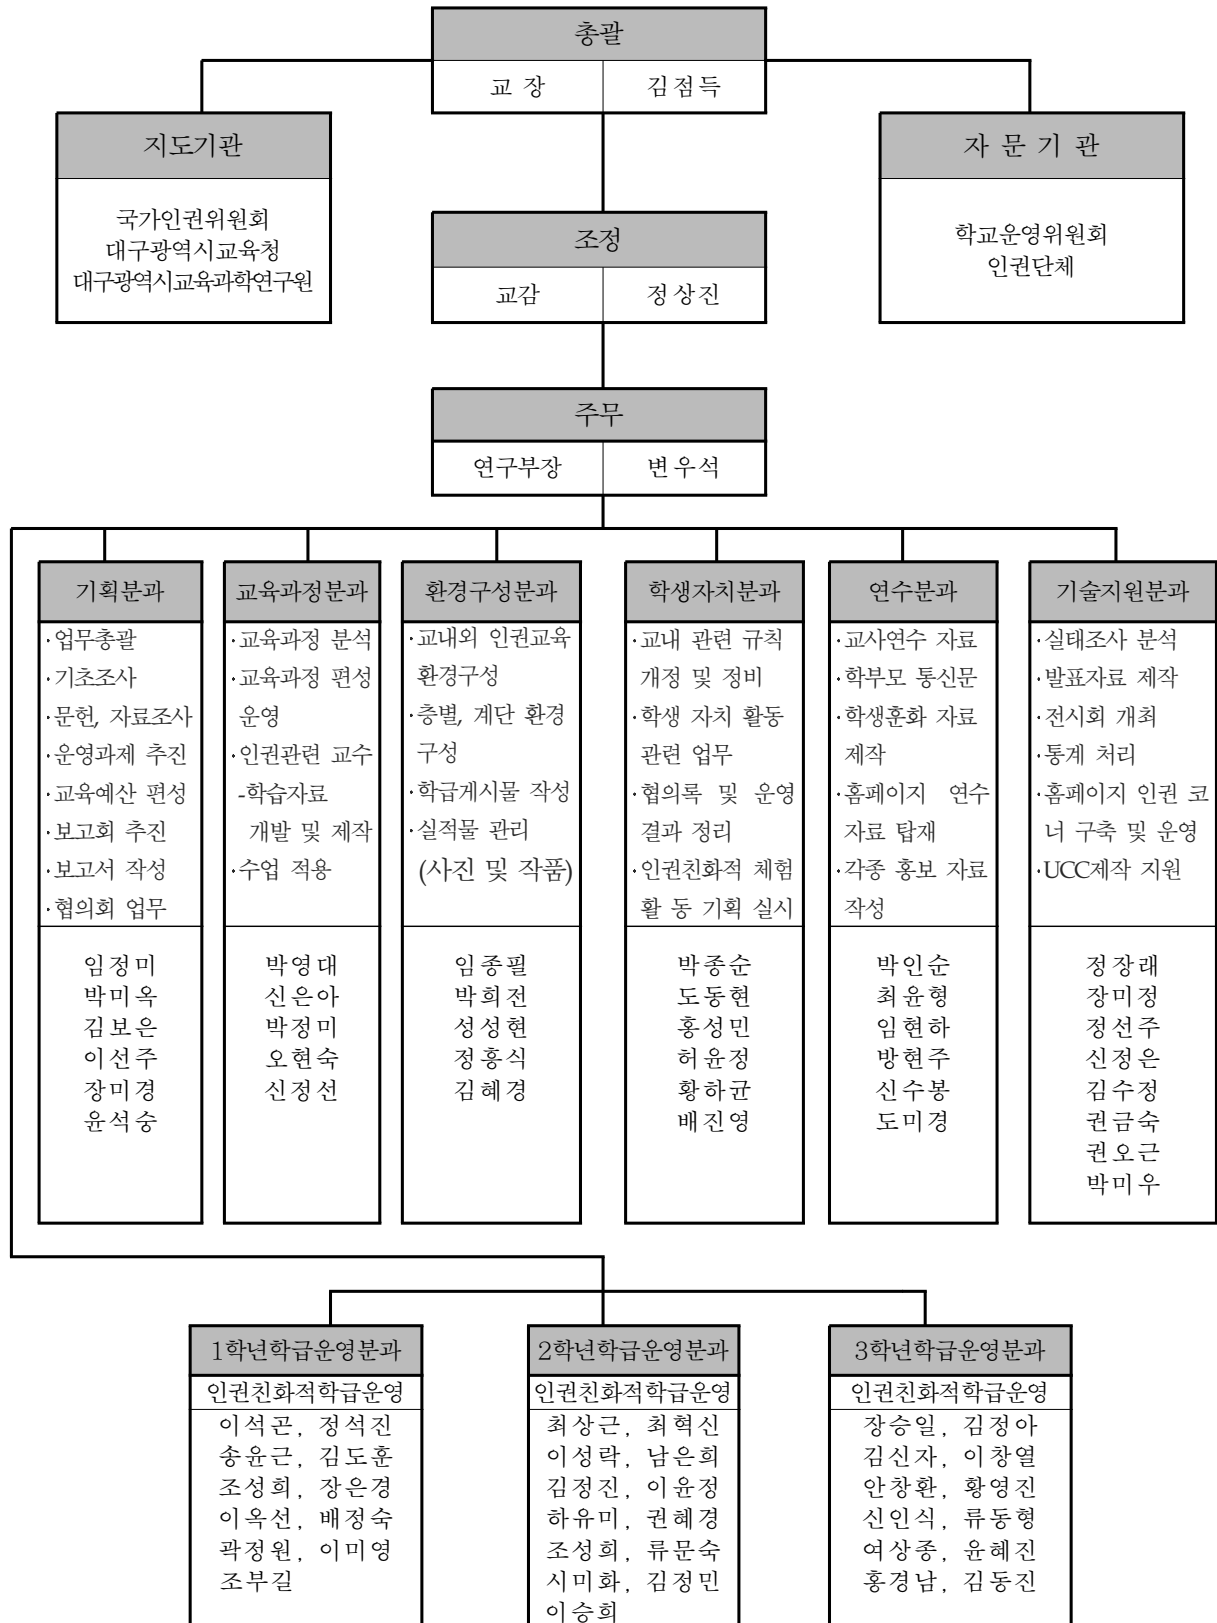 총괄
교 장 김점득
지도기관
국가인권위원회
대구광역시교육청
대구광역시교육과학연구원
자 문 기 관
학교운영위원회
인권단체
조정
교감 정상진
주무
연구부장 변우석
기획분과
·업무총괄
·기초조사
·문헌, 자료조사
·운영과제 추진
·교육예산 편성
·보고회 추진
·보고서 작성
·협의회 업무
임정미
박미옥
김보은
이선주
장미경
윤석숭
교육과정분과
·교육과정 분석
·교육과정 편성
운영
·인권관련 교수
-학습자료
개발 및 제작
·수업 적용
박영대
신은아
박정미
오현숙
신정선
환경구성분과
·교내외 인권교육
환경구성
·층별, 계단 환경
구성
·학급게시물 작성
·실적물 관리
(사진 및 작품)
임종필
박희전
성성현
정흥식
김혜경
학생자치분과
·교내 관련 규칙
개정 및 정비
·학생 자치 활동
관련 업무
·협의록 및 운영
결과 정리
·인권친화적 체험
활 동 기획 실시
박종순
도동현
홍성민
허윤정
황하균
배진영
연수분과
·교사연수 자료
·학부모 통신문
·학생훈화 자료
제작
·홈페이지 연수
자료 탑재
·각종 홍보 자료
작성
박인순
최윤형
임현하
방현주
신수봉
도미경
기술지원분과
·실태조사 분석
·발표자료 제작
·전시회 개최
·통계 처리
·홈페이지 인권 코
너 구축 및 운영
·UCC제작 지원
정장래
장미정
정선주
신정은
김수정
권금숙
권오근
박미우
1학년학급운영분과
인권친화적학급운영
이석곤, 정석진
송윤근, 김도훈
조성희, 장은경
이옥선, 배정숙
곽정원, 이미영
조부길
2학년학급운영분과
인권친화적학급운영
최상근, 최혁신
이성락, 남은희
김정진, 이윤정
하유미, 권혜경
조성희, 류문숙
시미화, 김정민
이승희
3학년학급운영분과
인권친화적학급운영
장승일, 김정아
김신자, 이창열
안창환, 황영진
신인식, 류동형
여상종, 윤혜진
홍경남, 김동진